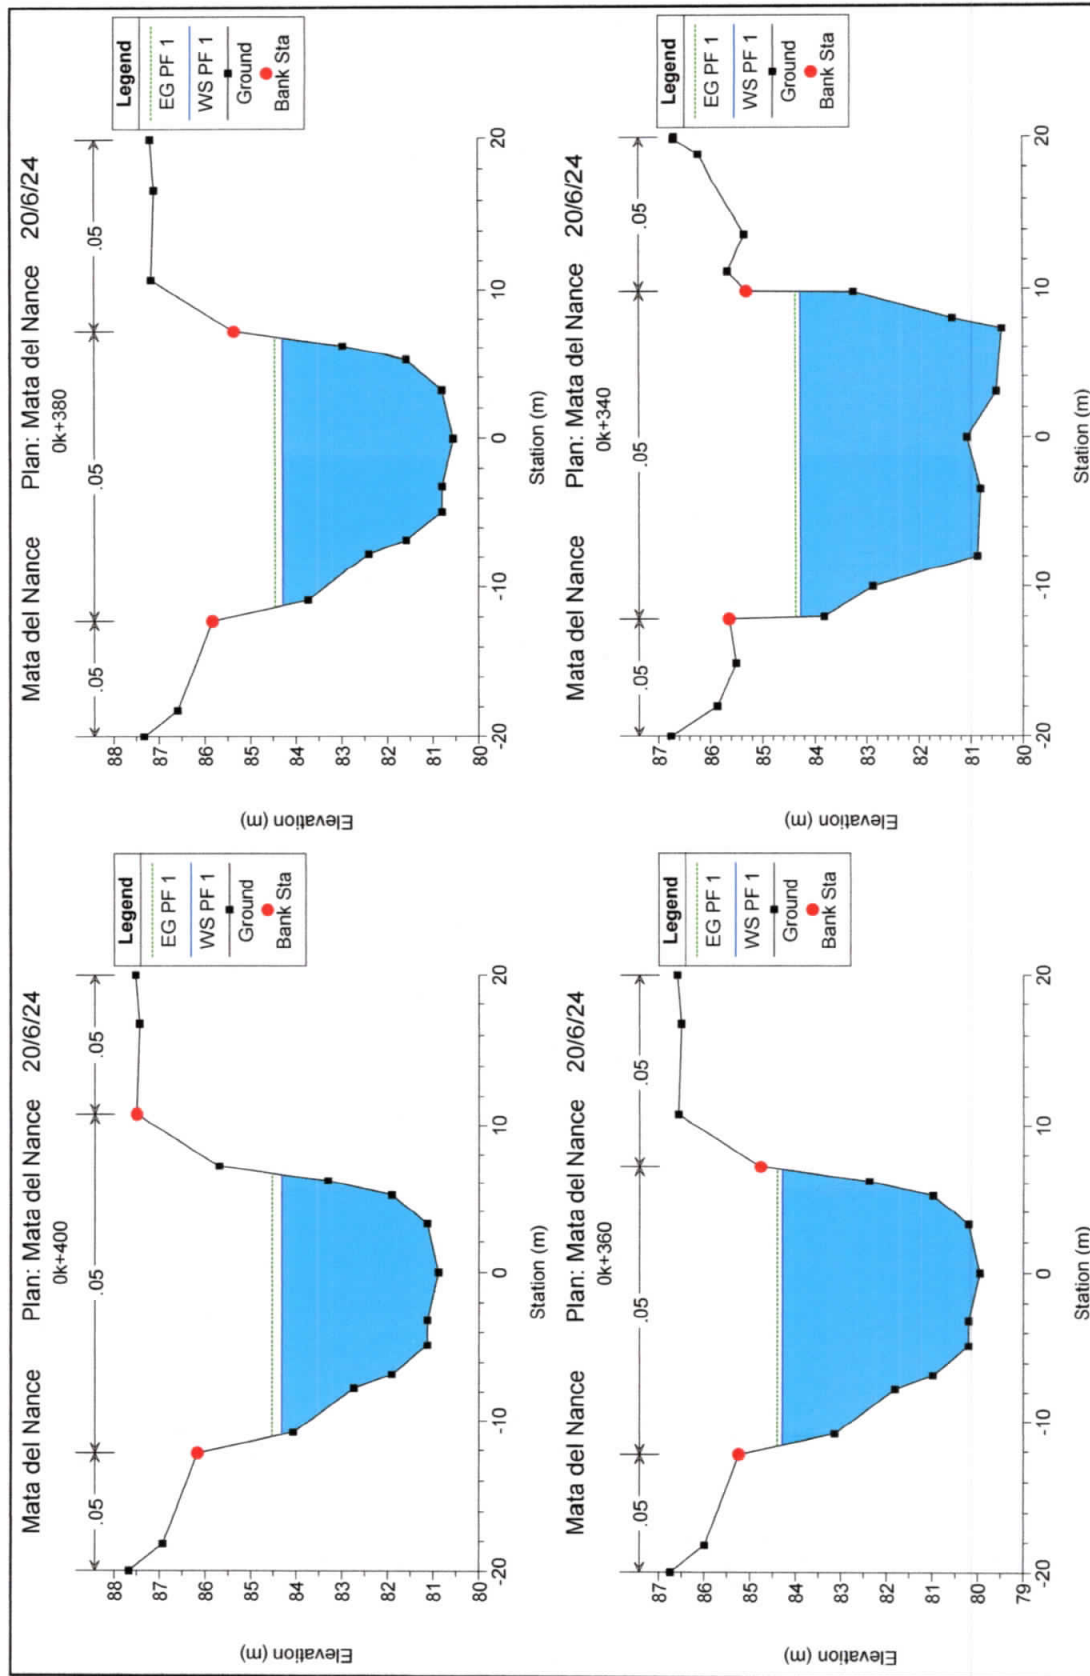 Mata del Nance Plan: Mata del Nance 20/6/24
0k+400
.05
.05
.05
Legend
EG PF 1
WS PF 1
Ground
Bank Sta
Elevation (m)
88
87
86
85
84
83
82
81
80
-20
-10
0
10
20
Station (m)
Mata del Nance Plan: Mata del Nance 20/6/24
0k+380
.05
.05
.05
Legend
EG PF 1
WS PF 1
Ground
Bank Sta
Elevation (m)
88
87
86
85
84
83
82
81
80
-20
-10
0
10
20
Station (m)
Mata del Nance Plan: Mata del Nance 20/6/24
0k+360
.05
.05
.05
Legend
EG PF 1
WS PF 1
Ground
Bank Sta
Elevation (m)
87
86
85
84
83
82
81
80
79
-20
-10
0
10
20
Station (m)
Mata del Nance Plan: Mata del Nance 20/6/24
0k+340
.05
.05
.05
Legend
EG PF 1
WS PF 1
Ground
Bank Sta
Elevation (m)
87
86
85
84
83
82
81
80
-20
-10
0
10
20
Station (m)